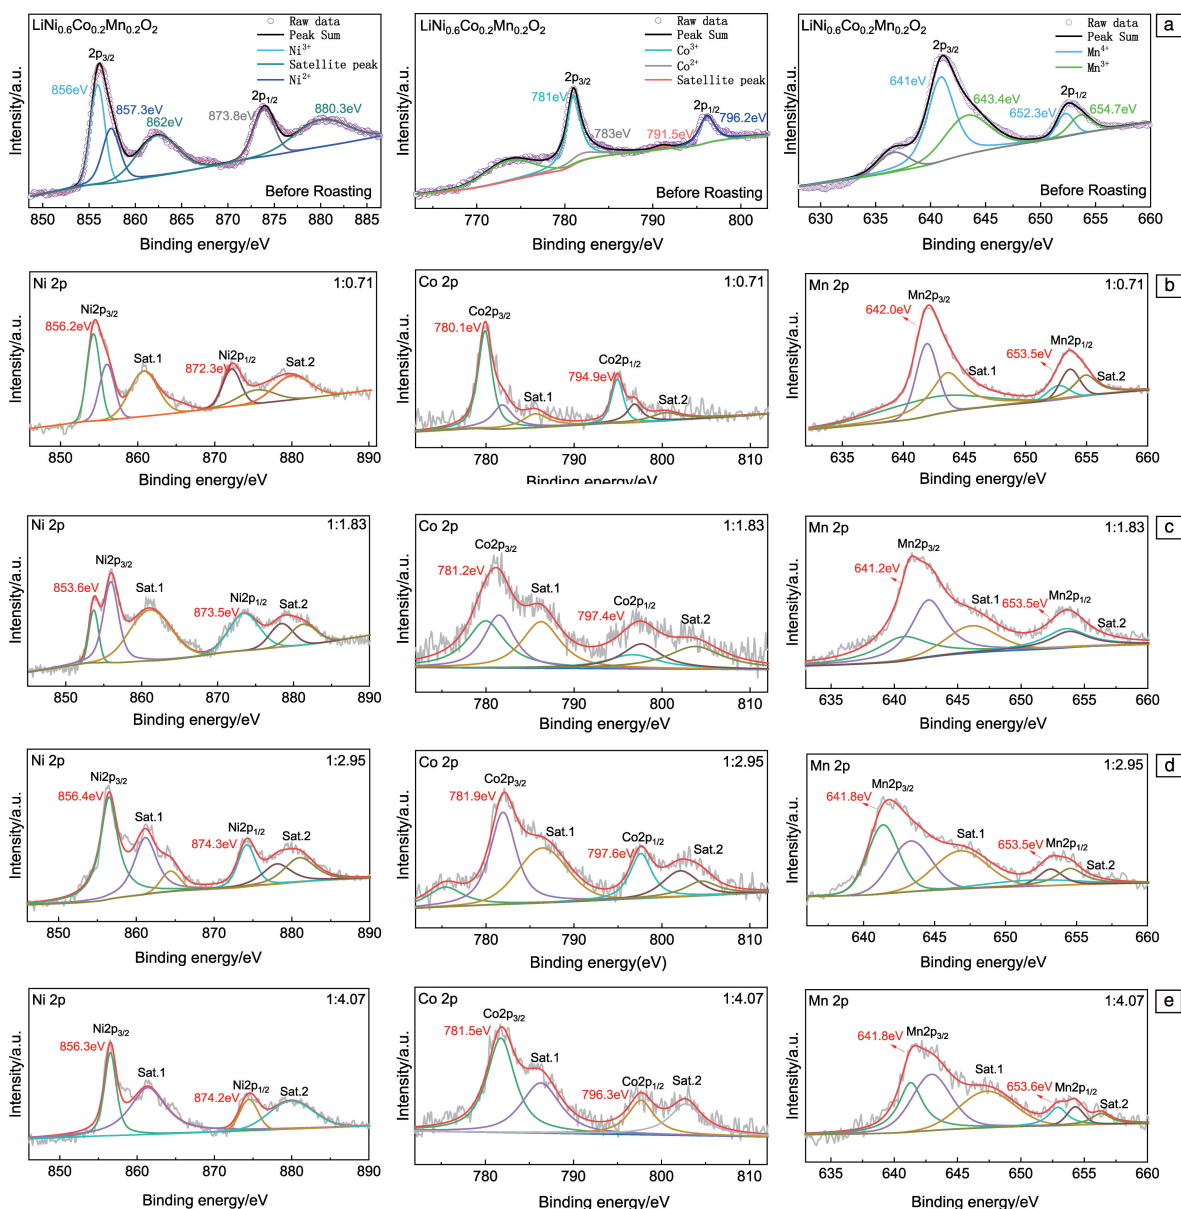 LiNi0.6Co0.2Mn0.2O2
Raw data
Peak Sum
Ni3+
Satellite peak
Ni2+
2p3/2
856eV
857.3eV
862eV
873.8eV
2p1/2
880.3eV
Before Roasting
Intensity/a.u.
850 855 860 865 870 875 880 885
Binding energy/eV
LiNi0.6Co0.2Mn0.2O2
Raw data
Peak Sum
Co3+
Co2+
Satellite peak
2p3/2
781eV
783eV
791.5eV
2p1/2
796.2eV
Before Roasting
Intensity/a.u.
770 780 790 800
Binding energy/eV
LiNi0.6Co0.2Mn0.2O2
Raw data
Peak Sum
Mn4+
Mn3+
2p3/2
641eV
643.4eV
652.3eV
2p1/2
654.7eV
Before Roasting
Intensity/a.u.
630 635 640 645 650 655 660
Binding energy/eV
a
Ni 2p
1:0.71
Ni2p3/2
856.2eV
Sat.1
Ni2p1/2
872.3eV
Sat.2
Intensity/a.u.
850 860 870 880 890
Binding energy/eV
Co 2p
1:0.71
Co2p3/2
780.1eV
Sat.1
Co2p1/2
794.9eV
Sat.2
Intensity/a.u.
780 790 800 810
Binding energy/eV
Mn 2p
1:0.71
Mn2p3/2
642.0eV
Sat.1
653.5eV
Mn2p1/2
Sat.2
Intensity/a.u.
635 640 645 650 655 660
Binding energy/eV
b
Ni 2p
1:1.83
Ni2p3/2
853.6eV
Sat.1
Ni2p1/2
873.5eV
Sat.2
Intensity/a.u.
850 860 870 880 890
Binding energy/eV
Co 2p
1:1.83
Co2p3/2
781.2eV
Sat.1
797.4eV
Co2p1/2
Sat.2
Intensity/a.u.
780 790 800 810
Binding energy/eV
Mn 2p
1:1.83
Mn2p3/2
641.2eV
Sat.1
653.5eV
Mn2p1/2
Sat.2
Intensity/a.u.
635 640 645 650 655 660
Binding energy/eV
c
Ni 2p
1:2.95
Ni2p3/2
856.4eV
Sat.1
Ni2p1/2
874.3eV
Sat.2
Intensity/a.u.
850 860 870 880 890
Binding energy/eV
Co 2p
1:2.95
Co2p3/2
781.9eV
Sat.1
Co2p1/2
797.6eV
Sat.2
Intensity/a.u.
780 790 800 810
Binding energy(eV)
Mn 2p
1:2.95
Mn2p3/2
641.8eV
Sat.1
653.5eV
Mn2p1/2
Sat.2
Intensity/a.u.
640 645 650 655 660
Binding energy/eV
d
Ni 2p
1:4.07
Ni2p3/2
856.3eV
Sat.1
Ni2p1/2
874.2eV
Sat.2
Intensity/a.u.
850 860 870 880 890
Binding energy/eV
Co 2p
1:4.07
Co2p3/2
781.5eV
Sat.1
Co2p1/2
796.3eV
Sat.2
Intensity/a.u.
780 790 800 810
Binding energy/eV
Mn 2p
1:4.07
Mn2p3/2
641.8eV
Sat.1
653.6eV
Mn2p1/2
Sat.2
Intensity/a.u.
635 640 645 650 655 660
Binding energy/eV
e